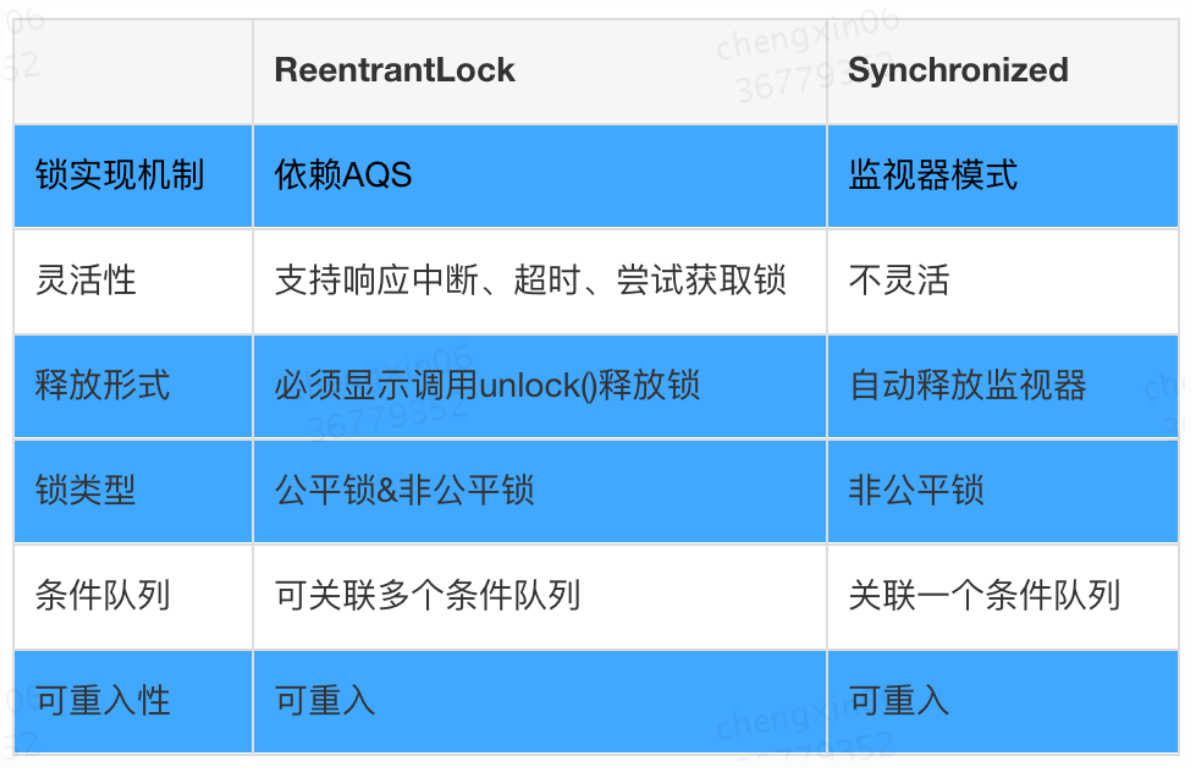 ReentrantLock Synchronized
锁实现机制 依赖AQS 监视器模式
灵活性 支持响应中断、超时、尝试获取锁 不灵活
释放形式 必须显示调用unlock()释放锁 自动释放监视器
锁类型 公平锁&非公平锁 非公平锁
条件队列 可关联多个条件队列 关联一个条件队列
可重入性 可重入 可重入
chengxin06
36779352